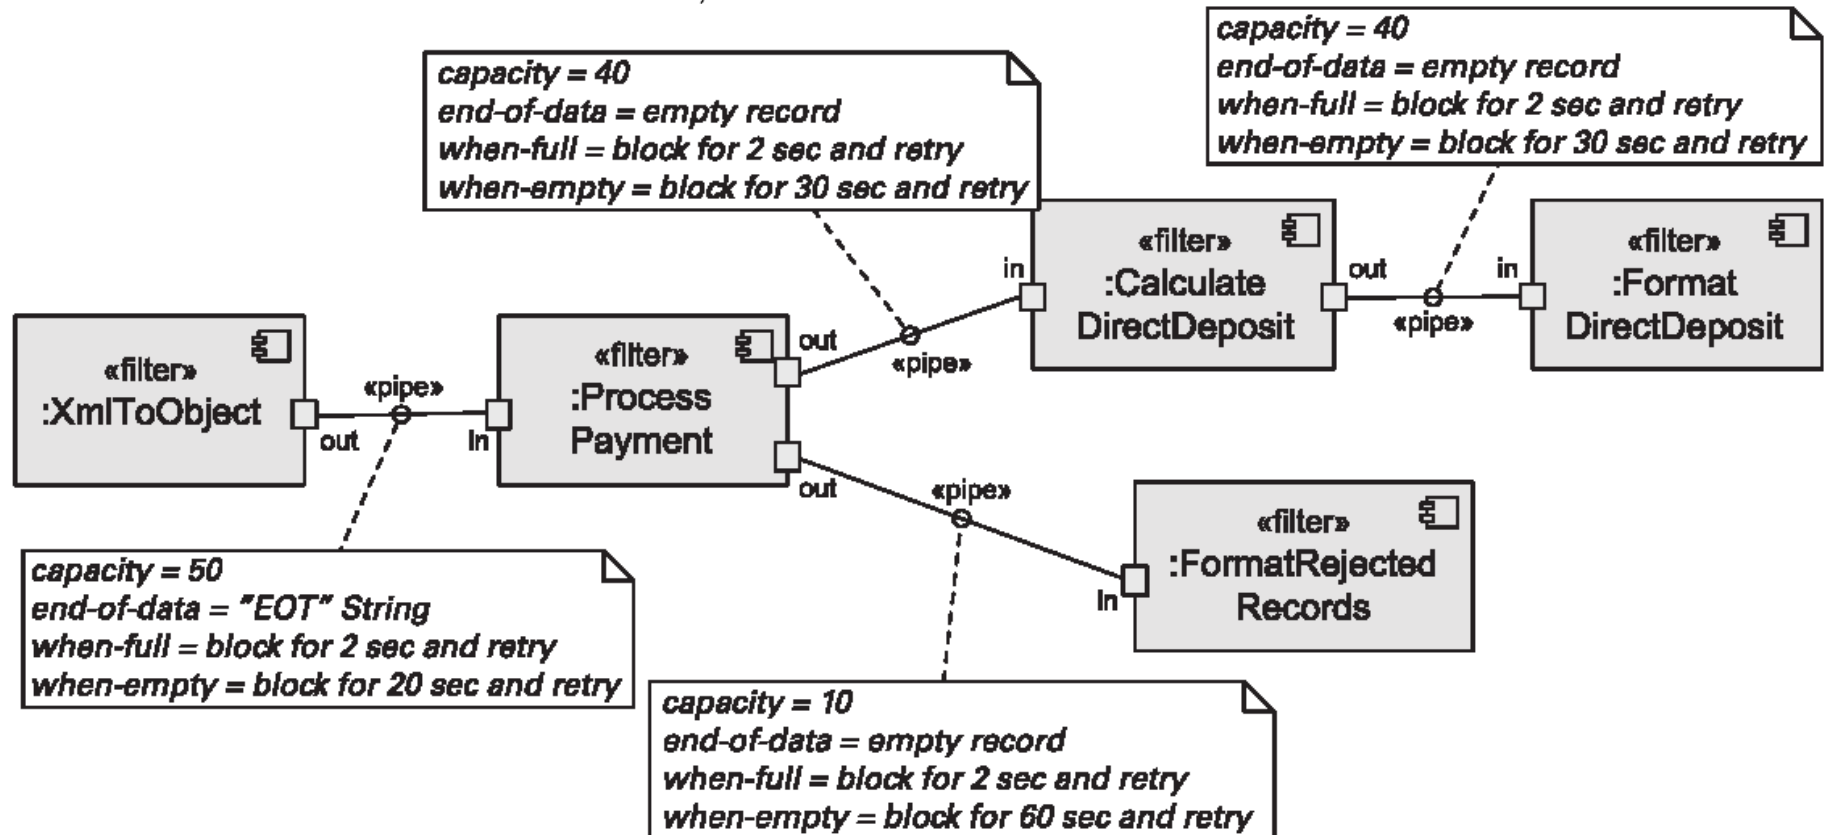 capacity = 40
end-of-data = empty record
when-full = block for 2 sec and retry
when-empty = block for 30 sec and retry
capacity = 40
end-of-data = empty record
when-full = block for 2 sec and retry
when-empty = block for 30 sec and retry
«filter»
:XmlToObject
out
«pipe»
In
«filter»
:Process
Payment
out
«pipe»
in
«filter»
:Calculate
DirectDeposit
out
«pipe»
in
«filter»
:Format
DirectDeposit
out
«pipe»
In
«filter»
:FormatRejected
Records
capacity = 50
end-of-data = "EOT" String
when-full = block for 2 sec and retry
when-empty = block for 20 sec and retry
capacity = 10
end-of-data = empty record
when-full = block for 2 sec and retry
when-empty = block for 60 sec and retry